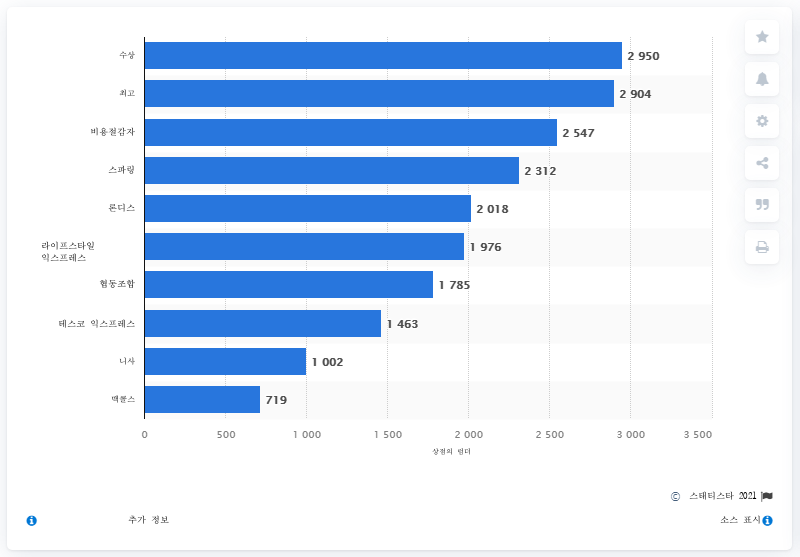 수상
2 950
최고
2 904
비용절감자
2 547
스파링
2 312
론디스
2 018
라이프스타일
익스프레스
1 976
협동조합
1 785
테스코 익스프레스
1 463
니사
1 002
맥콜스
719
0 500 1 000 1 500 2 000 2 500 3 000 3 500
상점의 넘더
© 스태티스타 2021
추가 정보
소스 표시